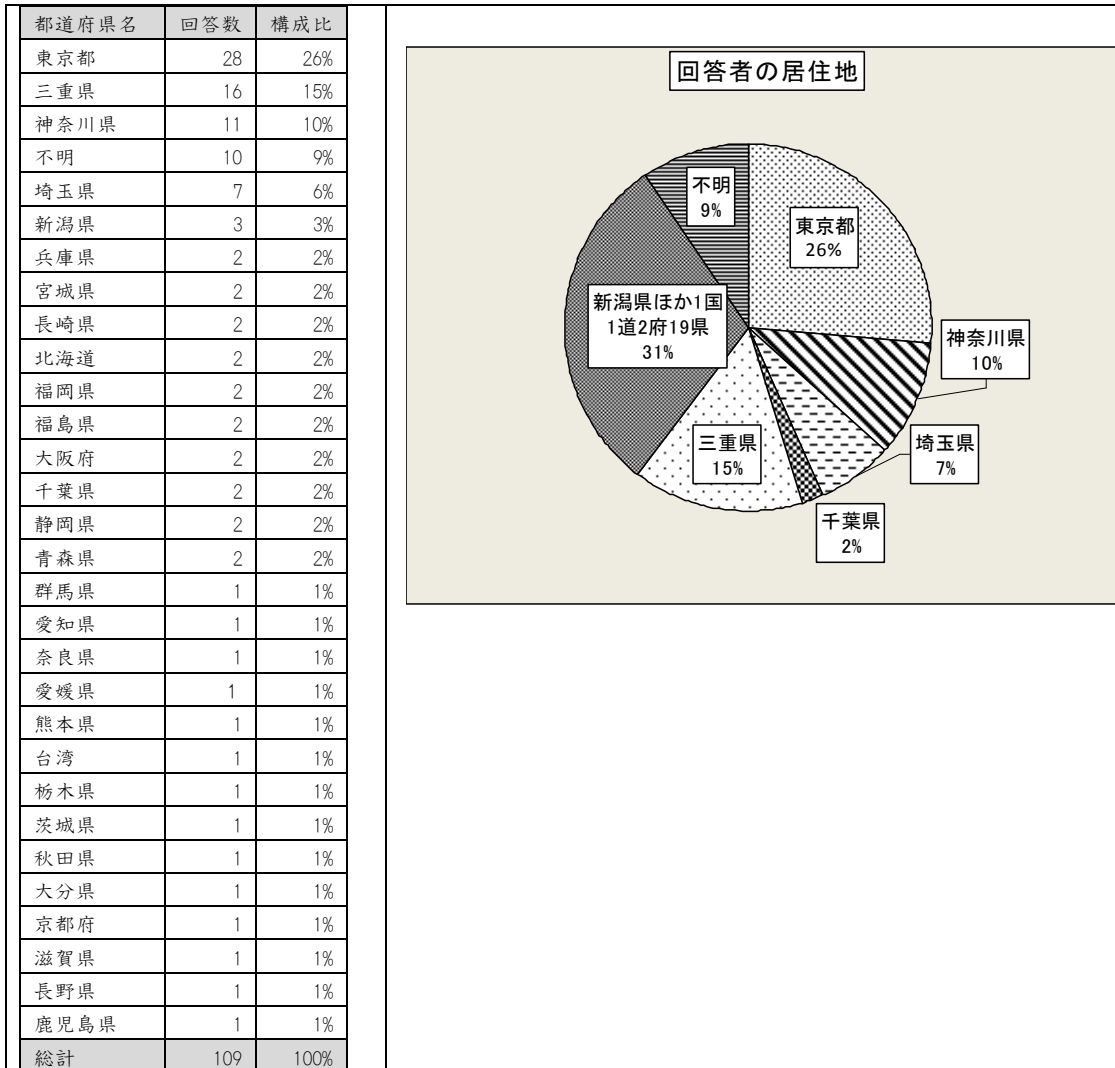 都道府県名 回答数 構成比
東京都 28 26%
三重県 16 15%
神奈川県 11 10%
不明 10 9%
埼玉県 7 6%
新潟県 3 3%
兵庫県 2 2%
宮城県 2 2%
長崎県 2 2%
北海道 2 2%
福岡県 2 2%
福島県 2 2%
大阪府 2 2%
千葉県 2 2%
静岡県 2 2%
青森県 2 2%
群馬県 1 1%
愛知県 1 1%
奈良県 1 1%
愛媛県 1 1%
熊本県 1 1%
台湾 1 1%
栃木県 1 1%
茨城県 1 1%
秋田県 1 1%
大分県 1 1%
京都府 1 1%
滋賀県 1 1%
長野県 1 1%
鹿児島県 1 1%
総計 109 100%
回答者の居住地
不明
9%
東京都
26%
新潟県ほか1国
1道2府19県
31%
神奈川県
10%
三重県
15%
埼玉県
7%
千葉県
2%